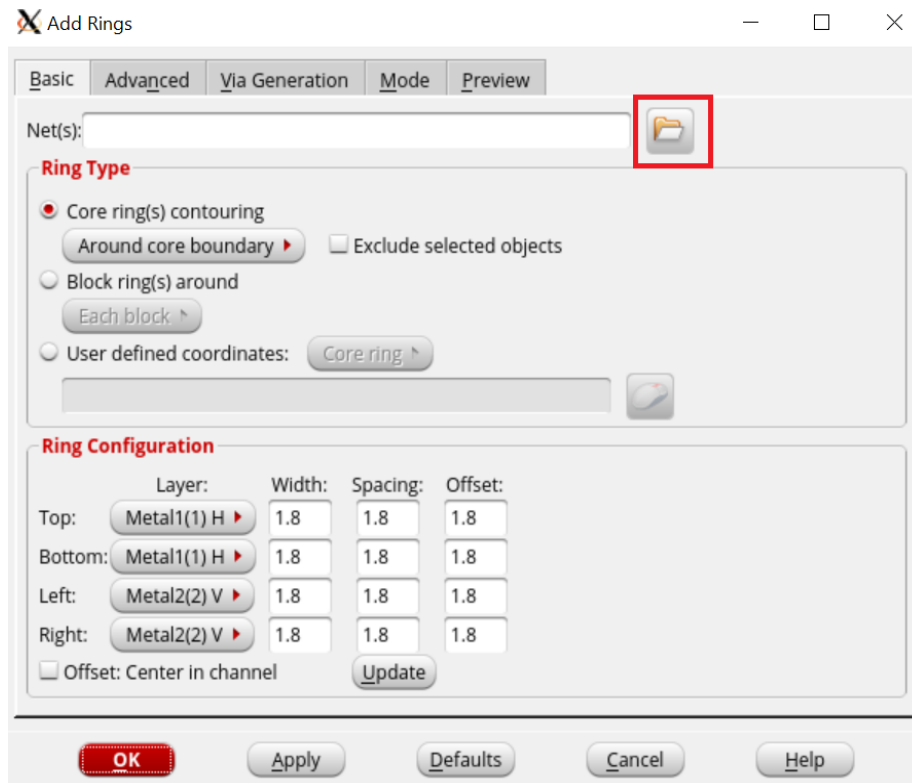 Add Rings
Basic Advanced Via Generation Mode Preview
Net(s):
Ring Type
Core ring(s) contouring
Around core boundary Exclude selected objects
Block ring(s) around
Each block
User defined coordinates: Core ring
Ring Configuration
Layer: Width: Spacing: Offset:
Top: Metal1(1) H 1.8 1.8 1.8
Bottom: Metal1(1) H 1.8 1.8 1.8
Left: Metal2(2) V 1.8 1.8 1.8
Right: Metal2(2) V 1.8 1.8 1.8
Offset: Center in channel Update
OK Apply Defaults Cancel Help